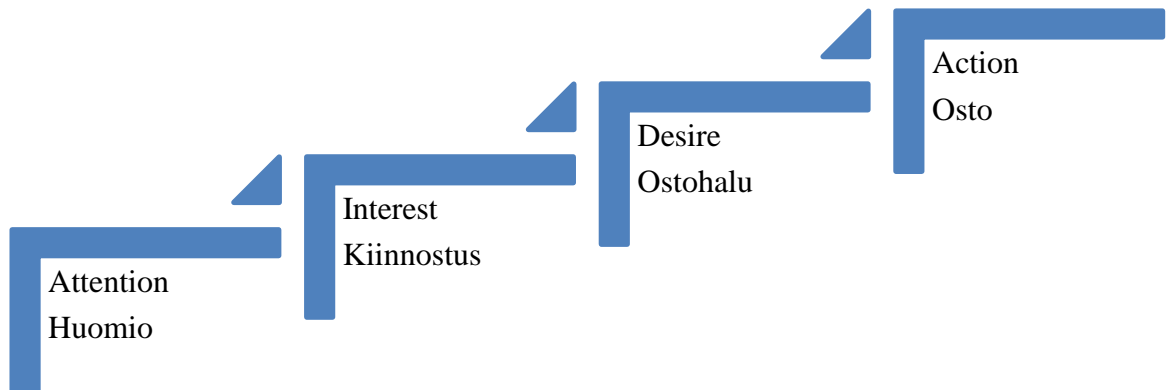 Attention
Huomio
Interest
Kiinnostus
Desire
Ostohalu
Action
Osto